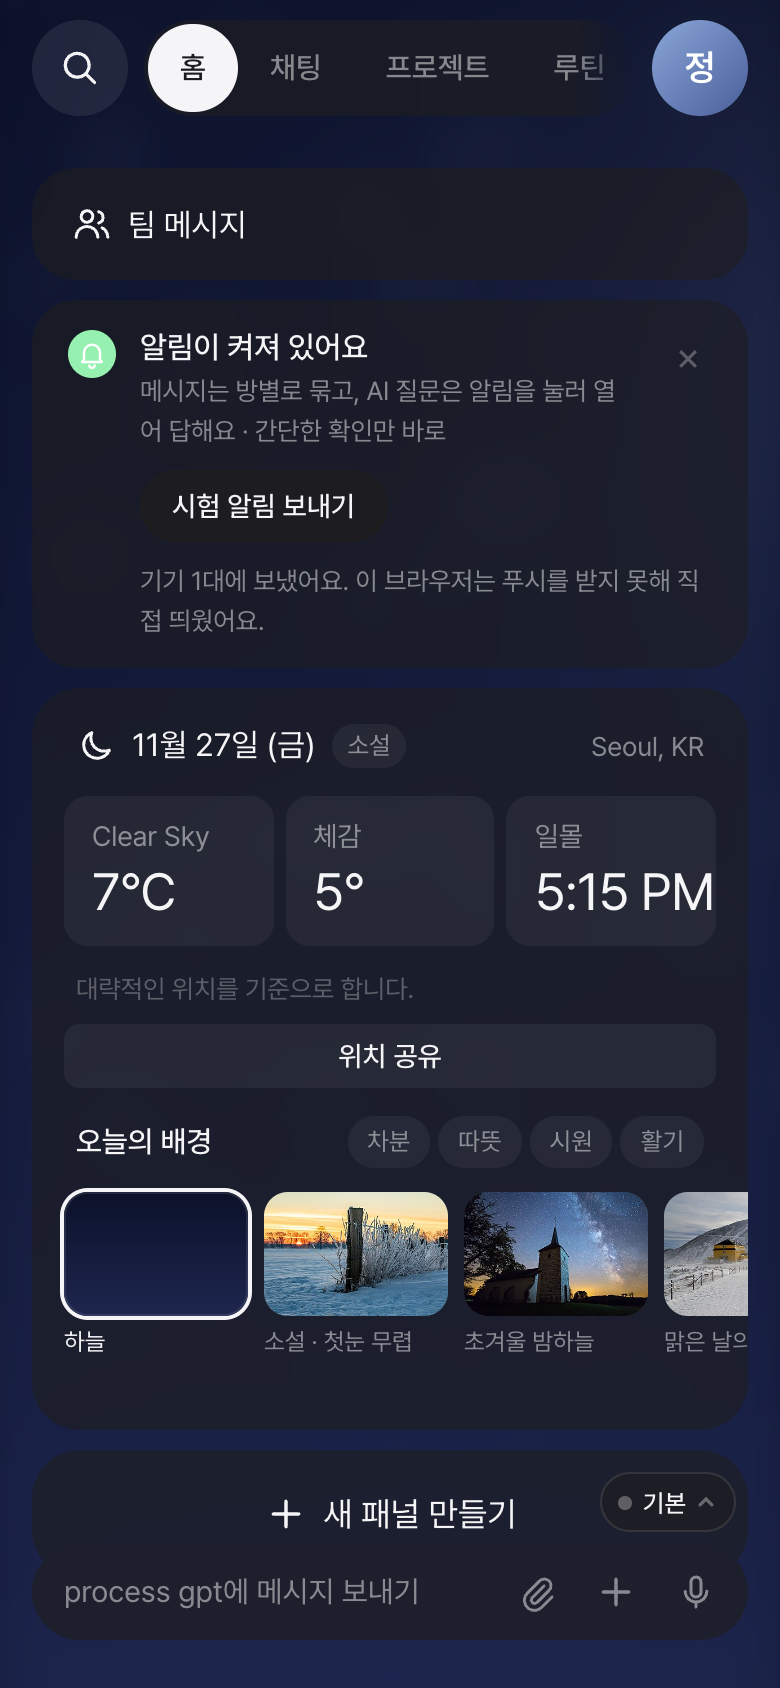 홈
채팅
프로젝트
루틴
정
팀 메시지
알림이 켜져 있어요
메시지는 방별로 묶고, AI 질문은 알림을 눌러 열
어 답해요 · 간단한 확인만 바로
시험 알림 보내기
기기 1대에 보냈어요. 이 브라우저는 푸시를 받지 못해 직
접 띄웠어요.
11월 27일 (금) 소설 Seoul, KR
Clear Sky 체감 일몰
7°C 5° 5:15 PM
대략적인 위치를 기준으로 합니다.
위치 공유
오늘의 배경 차분 따뜻 시원 활기
하늘 소설 · 첫눈 무렵 초겨울 밤하늘 맑은 날의
새 패널 만들기 기본
process gpt에 메시지 보내기